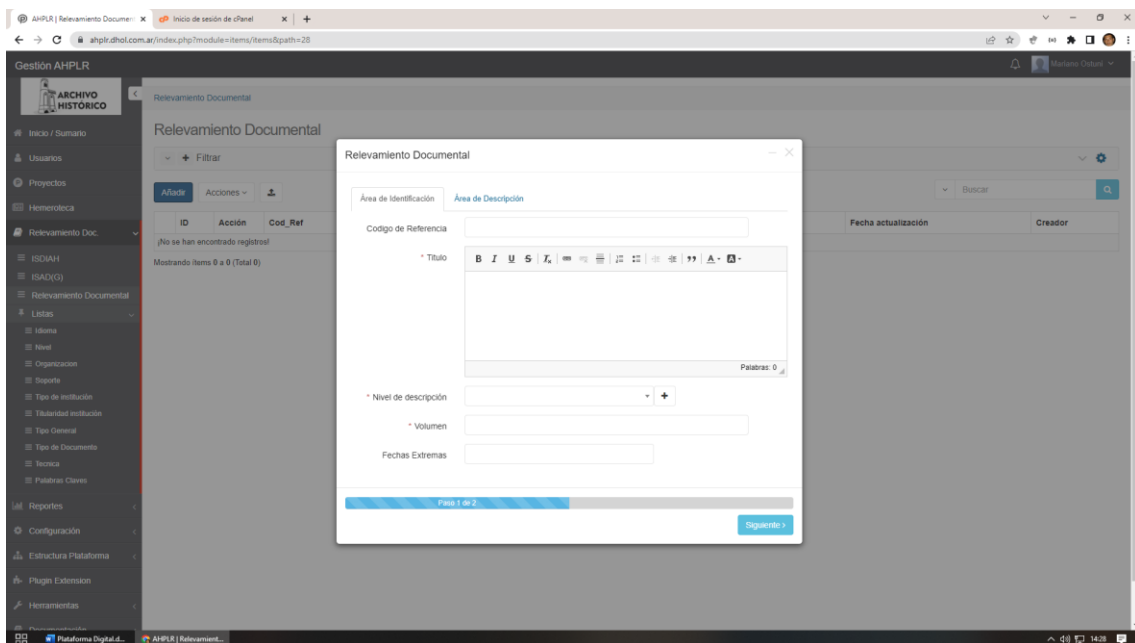 AHPLR | Relevamiento Documen
Inicio de sesión de cPanel
ahplr.dhol.com.ar/index.php?module=items/items&path=28
Gestión AHPLR
Mariano Ostuni
ARCHIVO
HISTÓRICO
Relevamiento Documental
Inicio / Sumario
Usuarios
Proyectos
Hemeroteca
Relevamiento Doc.
ISDIAH
ISAD(G)
Relevamiento Documental
Listas
Idioma
Nivel
Organizacion
Soporte
Tipo de institución
Titularidad institución
Tipo General
Tipo de Documento
Tecnica
Palabras Claves
Reportes
Configuración
Estructura Plataforma
Plugin Extension
Herramientas
Documentación
Relevamiento Documental
Filtrar
Añadir Acciones
Buscar
ID Acción Cod_Ref Fecha actualización Creador
¡No se han encontrado registros!
Mostrando items 0 a 0 (Total 0)
Relevamiento Documental
Área de Identificación Área de Descripción
Codigo de Referencia
* Titulo
B I U S Tx A A
Palabras: 0
* Nivel de descripción
* Volumen
Fechas Extremas
Paso 1 de 2
Siguiente >
Plataforma Digital.d... AHPLR | Relevamient... 14:28